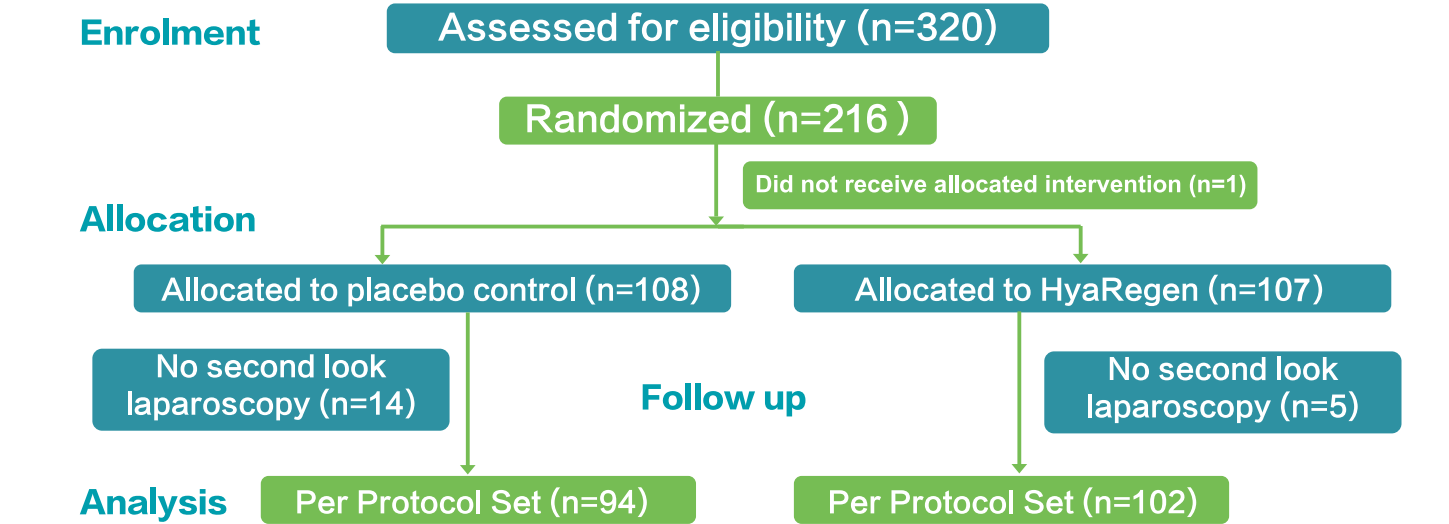 Enrolment
Assessed for eligibility (n=320)
Randomized (n=216 )
Did not receive allocated intervention (n=1)
Allocation
Allocated to placebo control (n=108)
Allocated to HyaRegen (n=107)
No second look
laparoscopy (n=14)
Follow up
No second look
laparoscopy (n=5)
Analysis
Per Protocol Set (n=94)
Per Protocol Set (n=102)